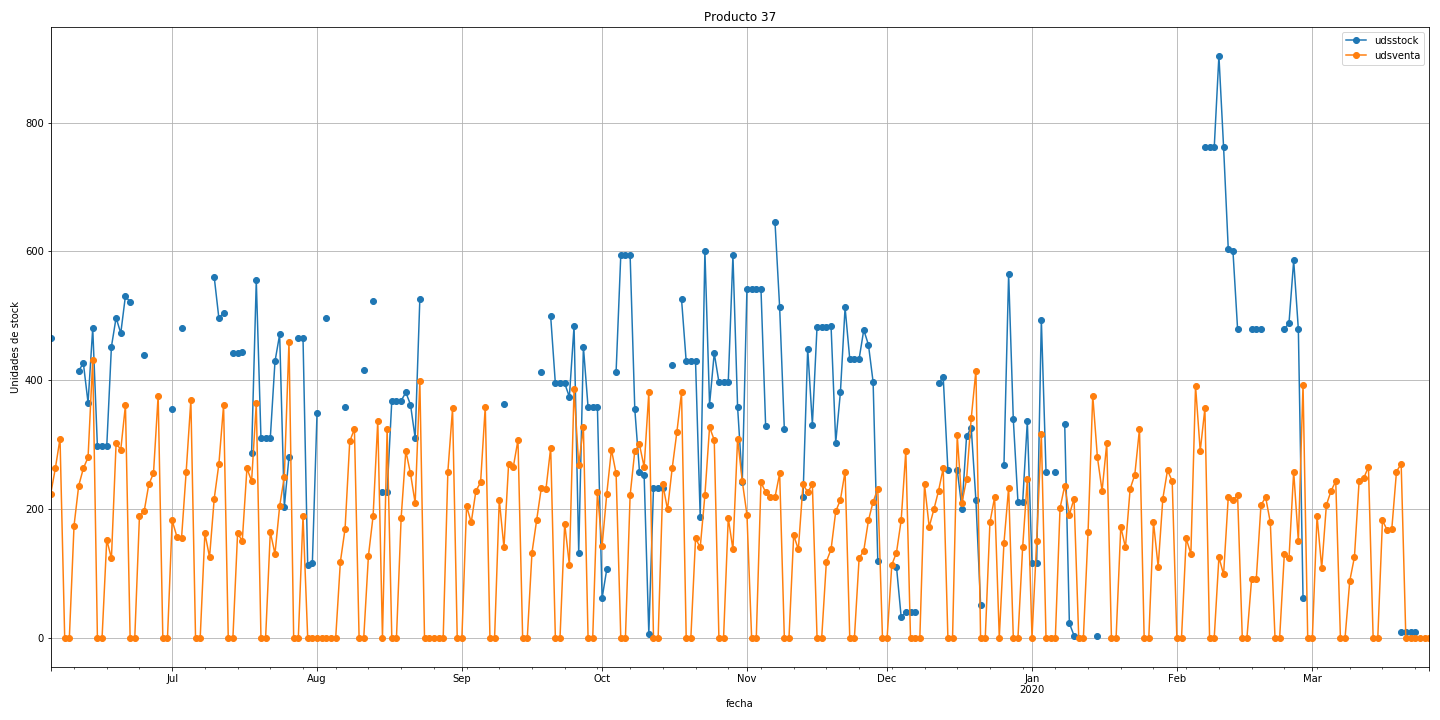 Producto 37
udsstock
udsventa
Unidades de stock
800
600
400
200
0
Jul
Aug
Sep
Oct
Nov
Dec
Jan
2020
Feb
Mar
fecha